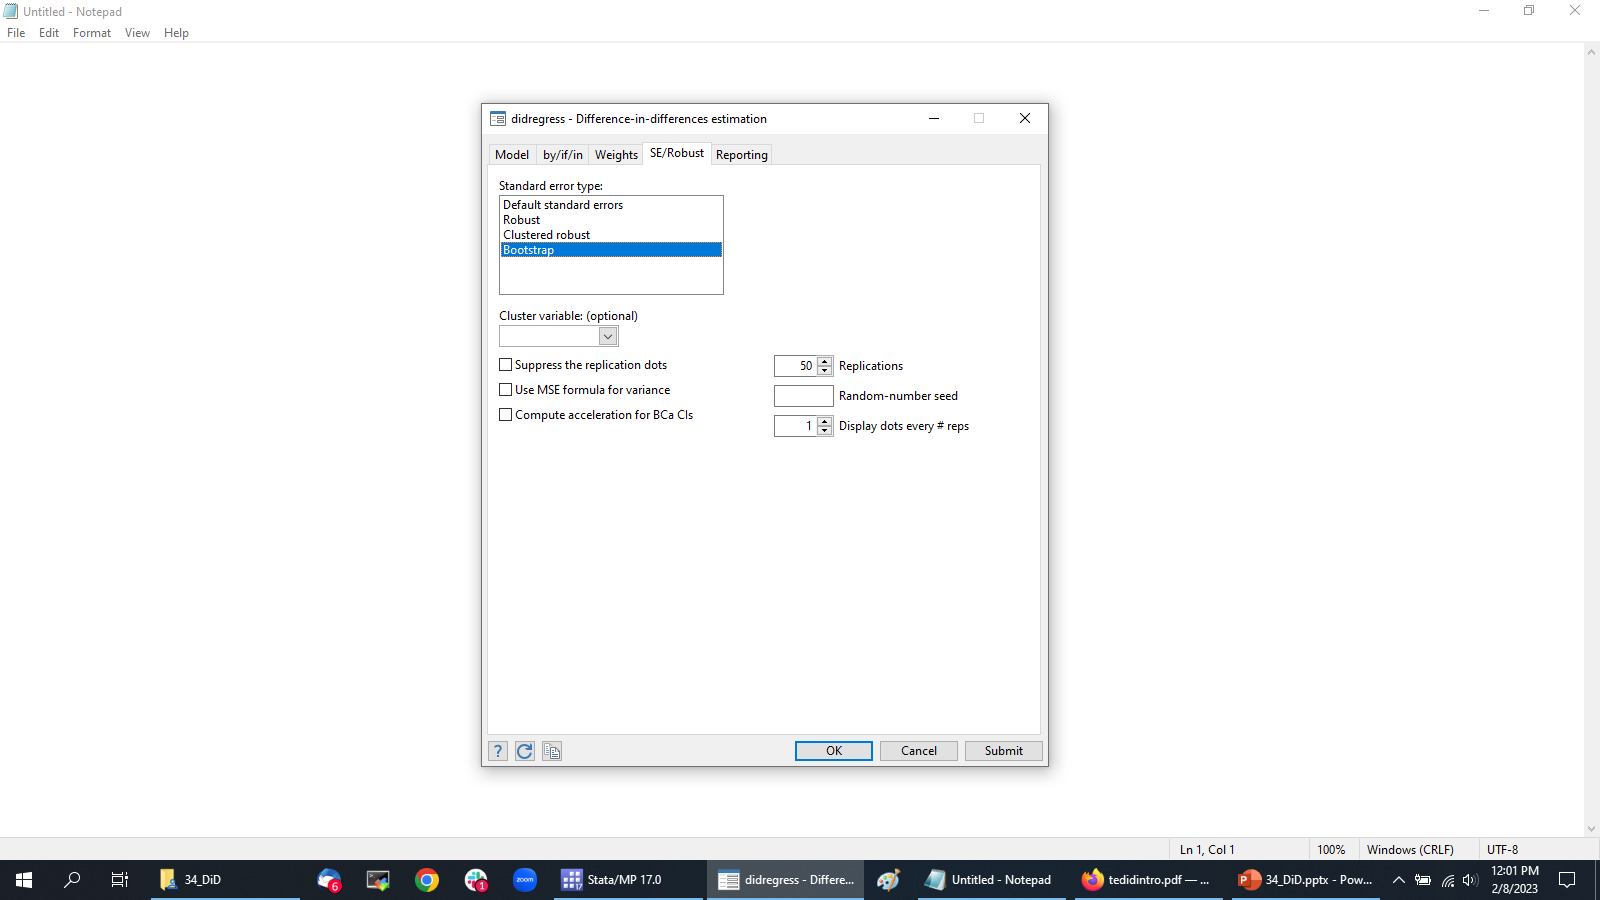 Untitled - Notepad
File Edit Format View Help
didregress - Difference-in-differences estimation
Model by/if/in Weights SE/Robust Reporting
Standard error type:
Default standard errors
Robust
Clustered robust
Bootstrap
Cluster variable: (optional)
Suppress the replication dots
50 Replications
Use MSE formula for variance
Random-number seed
Compute acceleration for BCa CIs
1 Display dots every # reps
? OK Cancel Submit
Ln 1, Col 1 100% Windows (CRLF) UTF-8
34_DiD 6 1 zoom 17 Stata/MP 17.0 didregress - Differe... Untitled - Notepad tedidintro.pdf — ... P 34_DiD.pptx - Pow... 12:01 PM
2/8/2023